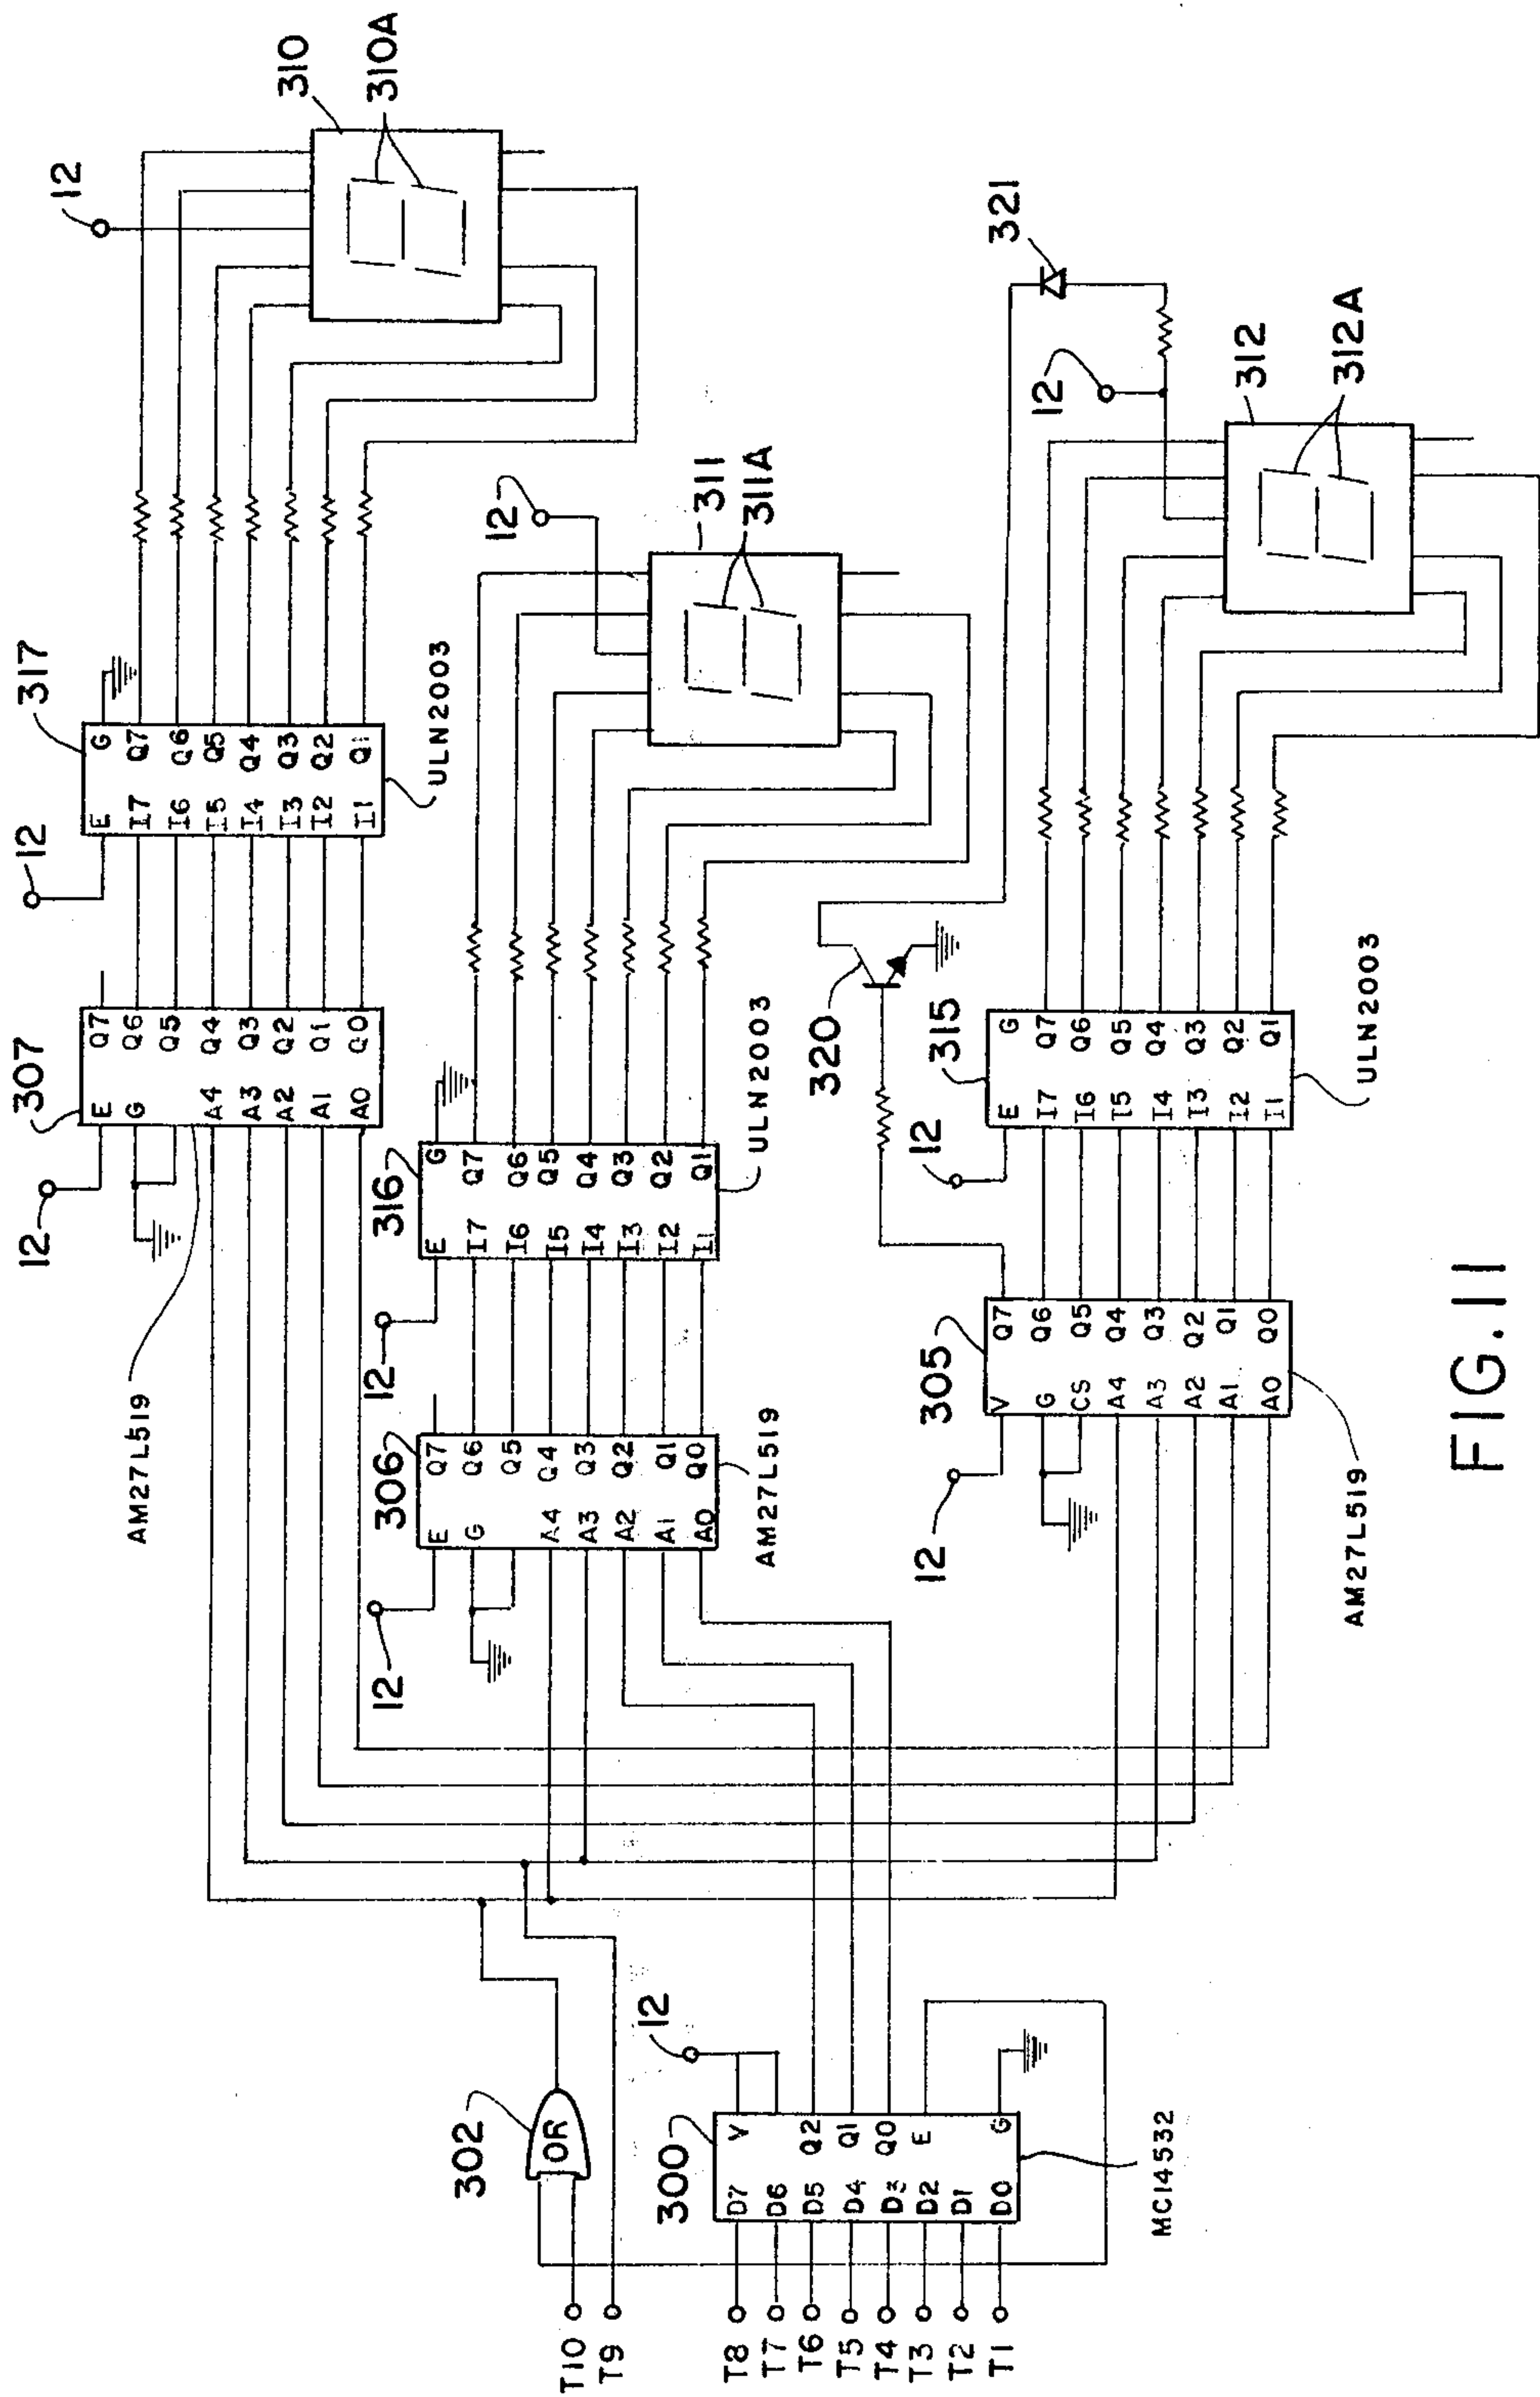 310
310A
12
317
12
G
Q7
Q6
Q5
Q4
Q3
Q2
Q1
E
I7
I6
I5
I4
I3
I2
I1
ULN2003
307
12
Q7
Q6
Q5
Q4
Q3
Q2
Q1
Q0
E
G
A4
A3
A2
A1
A0
AM27L519
311
311A
12
316
12
G
Q7
Q6
Q5
Q4
Q3
Q2
Q1
E
I7
I6
I5
I4
I3
I2
I1
ULN2003
306
12
Q7
Q6
Q5
Q4
Q3
Q2
Q1
Q0
E
G
A4
A3
A2
A1
A0
AM27L519
321
12
312
312A
320
315
12
G
Q7
Q6
Q5
Q4
Q3
Q2
Q1
E
I7
I6
I5
I4
I3
I2
I1
ULN2003
305
12
Q7
Q6
Q5
Q4
Q3
Q2
Q1
Q0
V
G
CS
A4
A3
A2
A1
A0
AM27L519
302
OR
T10
T9
300
12
V
Q2
Q1
Q0
E
G
D7
D6
D5
D4
D3
D2
D1
D0
T8
T7
T6
T5
T4
T3
T2
T1
MC14532
FIG.11